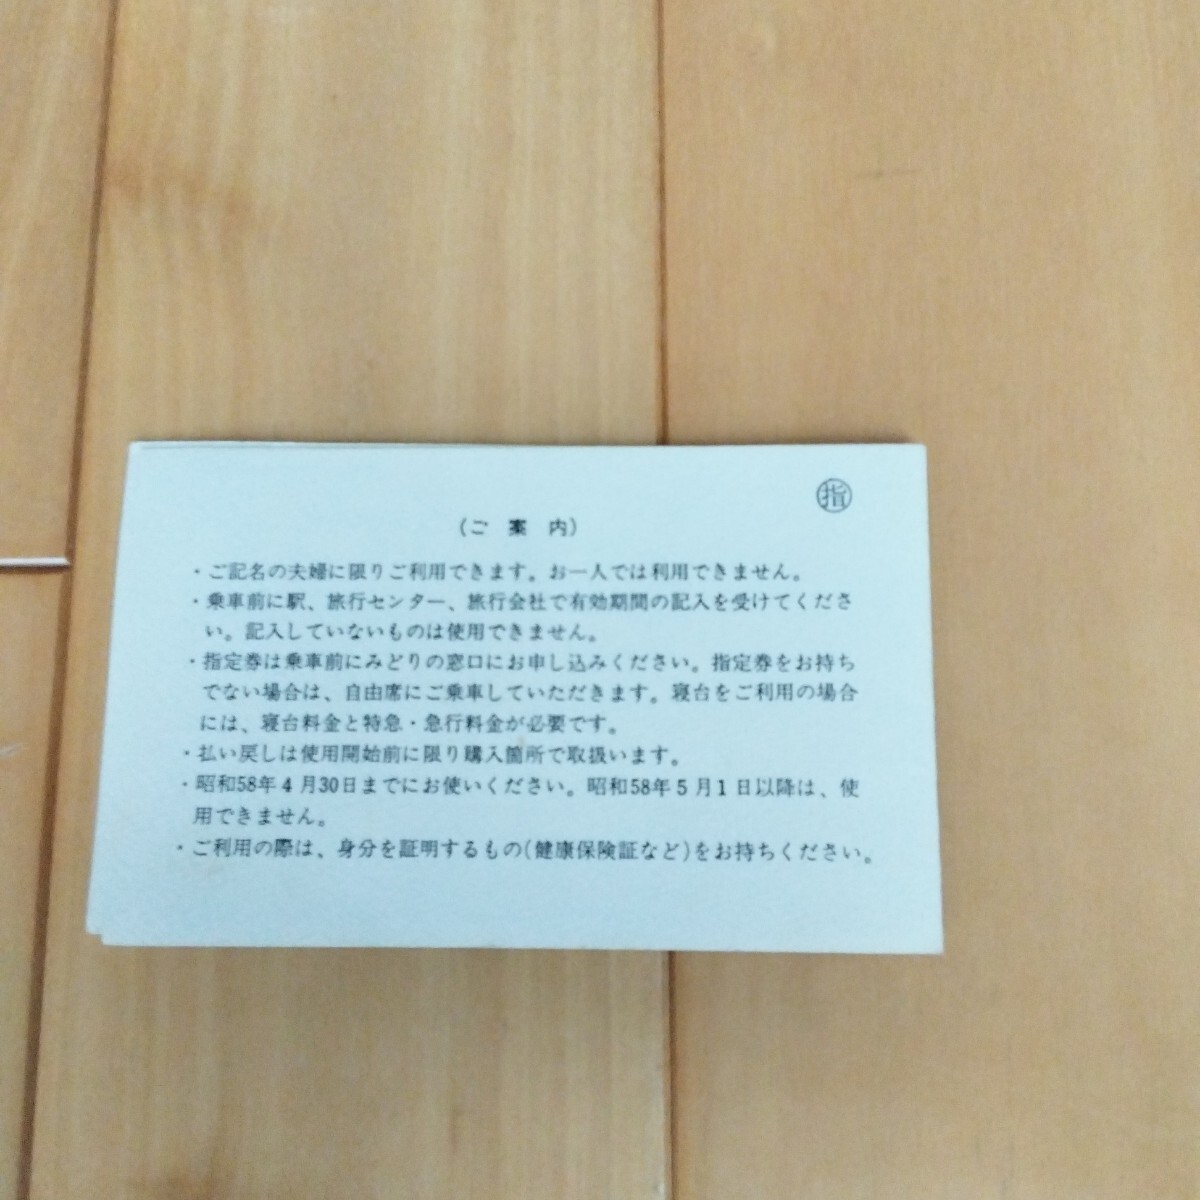 ㊝指
(ご案内)
・ご記名の夫婦に限りご利用できます。お一人では利用できません。
・乗車前に駅、旅行センター、旅行会社で有効期間の記入を受けてくださ
い。記入していないものは使用できません。
・指定券は乗車前にみどりの窓口にお申し込みください。指定券をお持ち
でない場合は、自由席にご乗車していただきます。寝台をご利用の場合
には、寝台料金と特急・急行料金が必要です。
・払い戻しは使用開始前に限り購入箇所で取扱います。
・昭和58年4月30日までにお使いください。昭和58年5月1日以降は、使
用できません。
・ご利用の際は、身分を証明するもの(健康保険証など)をお持ちください。